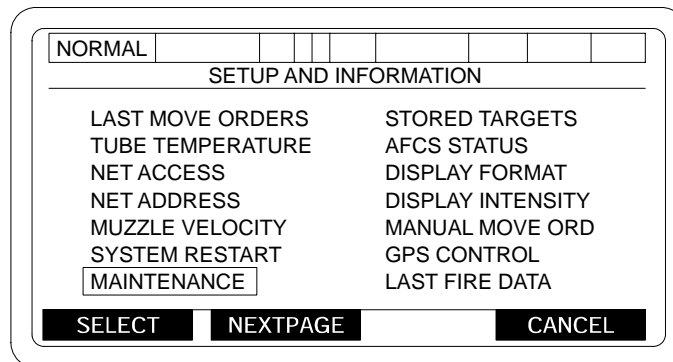 NORMAL
SETUP AND INFORMATION
LAST MOVE ORDERS
TUBE TEMPERATURE
NET ACCESS
NET ADDRESS
MUZZLE VELOCITY
SYSTEM RESTART
MAINTENANCE
STORED TARGETS
AFCS STATUS
DISPLAY FORMAT
DISPLAY INTENSITY
MANUAL MOVE ORD
GPS CONTROL
LAST FIRE DATA
SELECT NEXTPAGE CANCEL